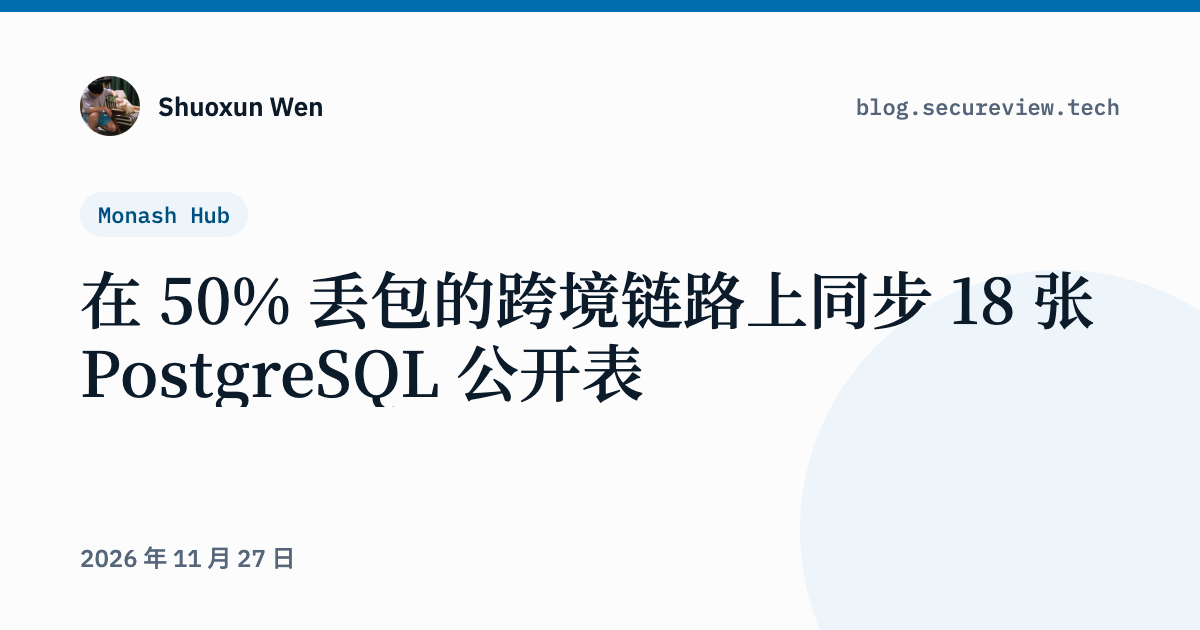 Shuoxun Wen
blog.secureview.tech
Monash Hub
在 50% 丢包的跨境链路上同步 18 张
PostgreSQL 公开表
2026 年 11 月 27 日